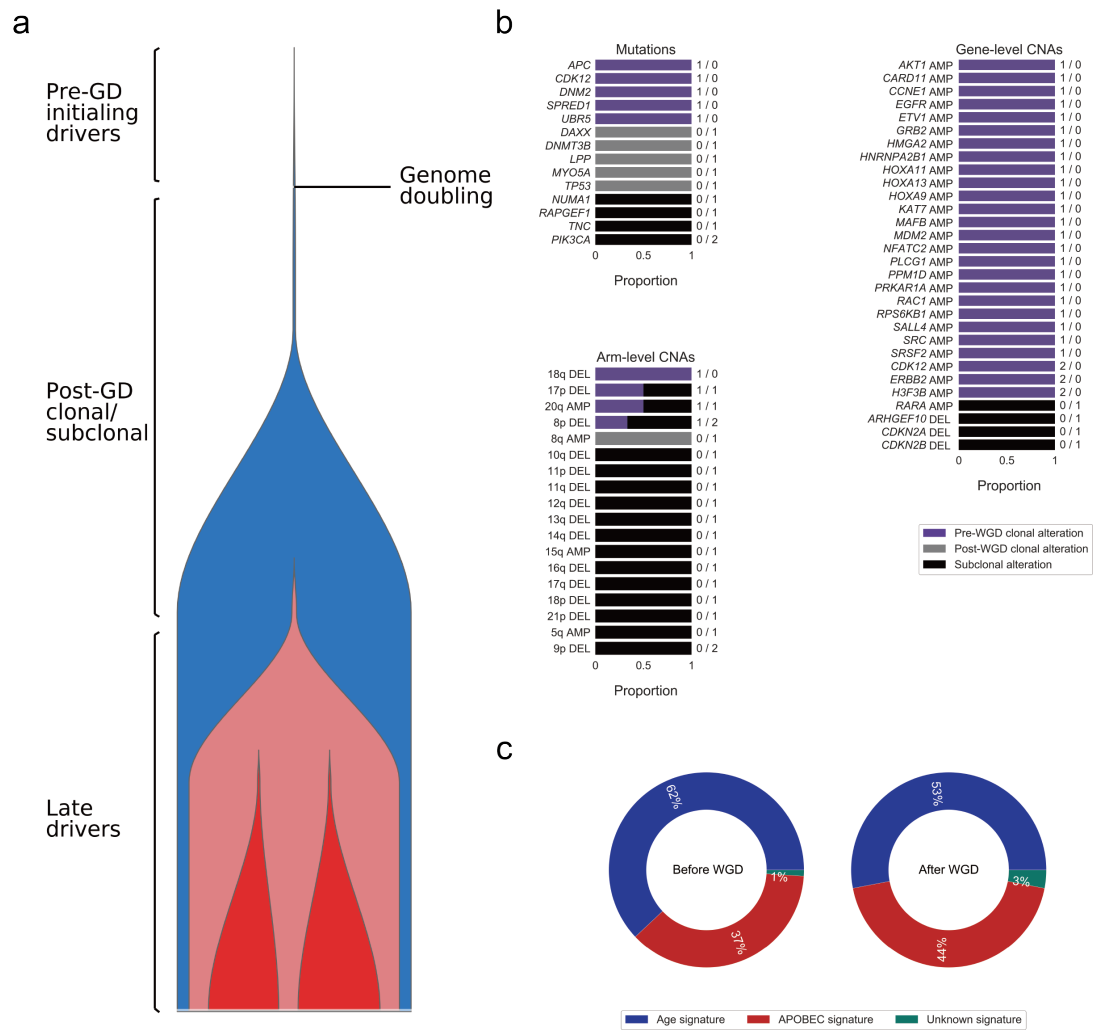 a
Pre-GD
initialing
drivers
Genome
doubling
Post-GD
clonal/
subclonal
Late
drivers
b
Mutations
APC 1 / 0
CDK12 1 / 0
DNM2 1 / 0
SPRED1 1 / 0
UBR5 1 / 0
DAXX 0 / 1
DNMT3B 0 / 1
LPP 0 / 1
MYO5A 0 / 1
TP53 0 / 1
NUMA1 0 / 1
RAPGEF1 0 / 1
TNC 0 / 1
PIK3CA 0 / 2
0 0.5 1
Proportion
Arm-level CNAs
18q DEL 1 / 0
17p DEL 1 / 1
20q AMP 1 / 1
8p DEL 1 / 2
8q AMP 0 / 1
10q DEL 0 / 1
11p DEL 0 / 1
11q DEL 0 / 1
12q DEL 0 / 1
13q DEL 0 / 1
14q DEL 0 / 1
15q AMP 0 / 1
16q DEL 0 / 1
17q DEL 0 / 1
18p DEL 0 / 1
21p DEL 0 / 1
5q AMP 0 / 1
9p DEL 0 / 2
0 0.5 1
Proportion
Gene-level CNAs
AKT1 AMP 1 / 0
CARD11 AMP 1 / 0
CCNE1 AMP 1 / 0
EGFR AMP 1 / 0
ETV1 AMP 1 / 0
GRB2 AMP 1 / 0
HMGA2 AMP 1 / 0
HNRNPA2B1 AMP 1 / 0
HOXA11 AMP 1 / 0
HOXA13 AMP 1 / 0
HOXA9 AMP 1 / 0
KAT7 AMP 1 / 0
MAFB AMP 1 / 0
MDM2 AMP 1 / 0
NFATC2 AMP 1 / 0
PLCG1 AMP 1 / 0
PPM1D AMP 1 / 0
PRKAR1A AMP 1 / 0
RAC1 AMP 1 / 0
RPS6KB1 AMP 1 / 0
SALL4 AMP 1 / 0
SRC AMP 1 / 0
SRSF2 AMP 1 / 0
CDK12 AMP 2 / 0
ERBB2 AMP 2 / 0
H3F3B AMP 2 / 0
RARA AMP 0 / 1
ARHGEF10 DEL 0 / 1
CDKN2A DEL 0 / 1
CDKN2B DEL 0 / 1
0 0.5 1
Proportion
Pre-WGD clonal alteration
Post-WGD clonal alteration
Subclonal alteration
c
62%
Before WGD
1%
37%
53%
After WGD
3%
44%
Age signature
APOBEC signature
Unknown signature